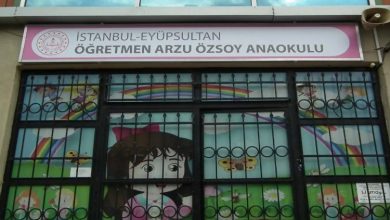 İSTANBUL-EYÜPSULTAN
ÖĞRETMEN ARZU ÖZSOY ANAOKULU